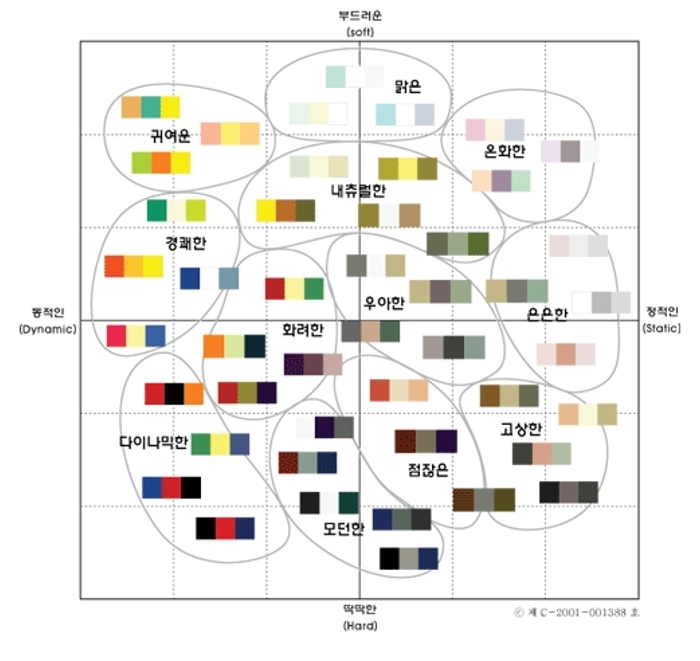 부드러운
(soft)
맑은
귀여운
온화한
내츄럴한
경쾌한
우아한
은은한
동적인
(Dynamic)
정적인
(Static)
화려한
다이나믹한
고상한
점잖은
모던한
딱딱한
(Hard)
ⓒ 제 C-2001-001388 호